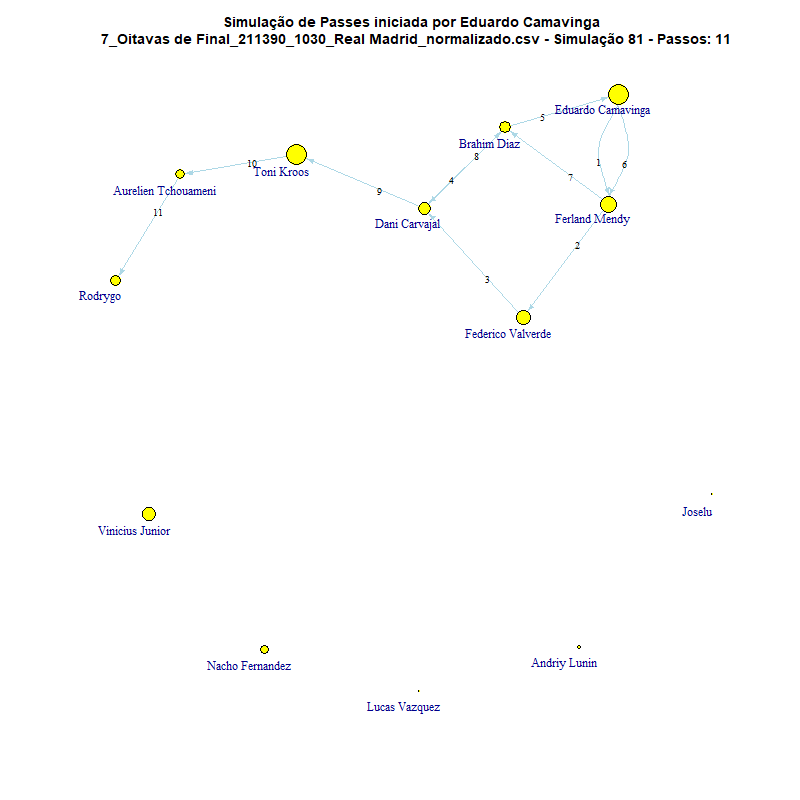 Simulação de Passes iniciada por Eduardo Camavinga
7_Oitavas de Final_211390_1030_Real Madrid_normalizado.csv - Simulação 81 - Passos: 11
Eduardo Camavinga
5
Brahim Diaz
8
1
6
Toni Kroos
10
Aurelien Tchouameni
4
7
9
11
Dani Carvajal
Ferland Mendy
2
3
Rodrygo
Federico Valverde
Joselu
Vinicius Junior
Nacho Fernandez
Andriy Lunin
Lucas Vazquez